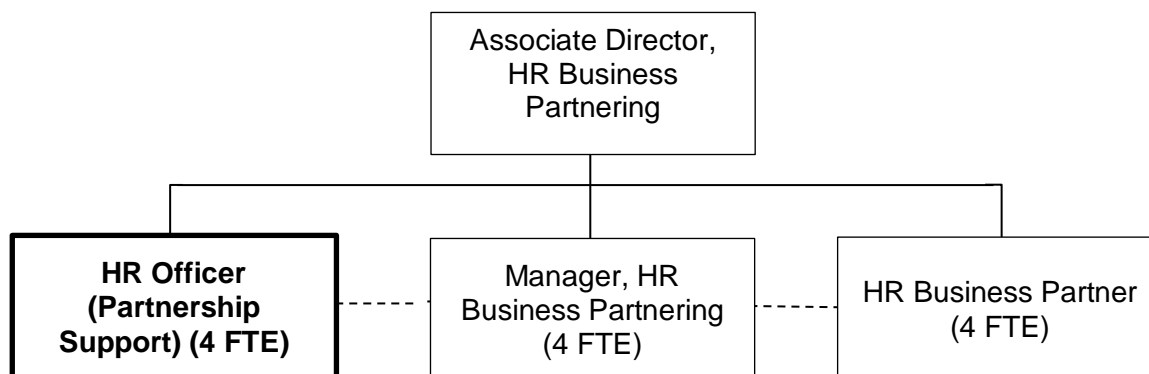 Associate Director,
HR Business
Partnering
HR Officer
(Partnership
Support) (4 FTE)
Manager, HR
Business Partnering
(4 FTE)
HR Business Partner
(4 FTE)